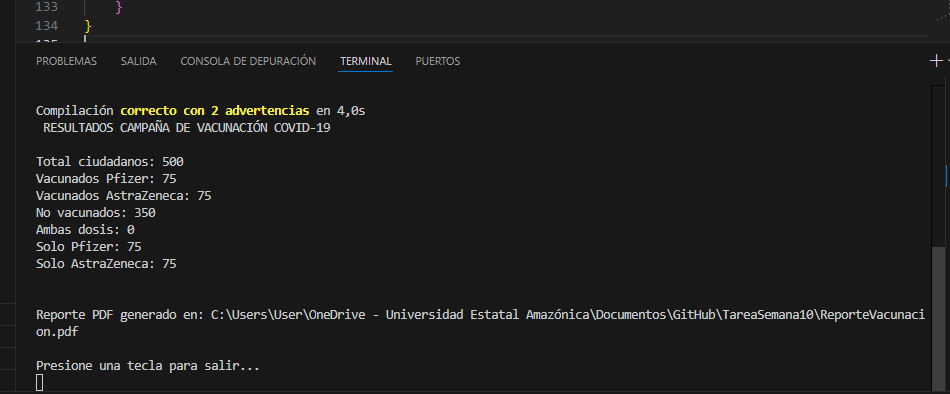 133 }
134 }
135
PROBLEMAS SALIDA CONSOLA DE DEPURACIÓN TERMINAL PUERTOS
Compilación correcto con 2 advertencias en 4,0s
RESULTADOS CAMPAÑA DE VACUNACIÓN COVID-19
Total ciudadanos: 500
Vacunados Pfizer: 75
Vacunados AstraZeneca: 75
No vacunados: 350
Ambas dosis: 0
Solo Pfizer: 75
Solo AstraZeneca: 75
Reporte PDF generado en: C:\Users\User\OneDrive - Universidad Estatal Amazónica\Documentos\GitHub\TareaSemana10\ReporteVacunaci
on.pdf
Presione una tecla para salir...